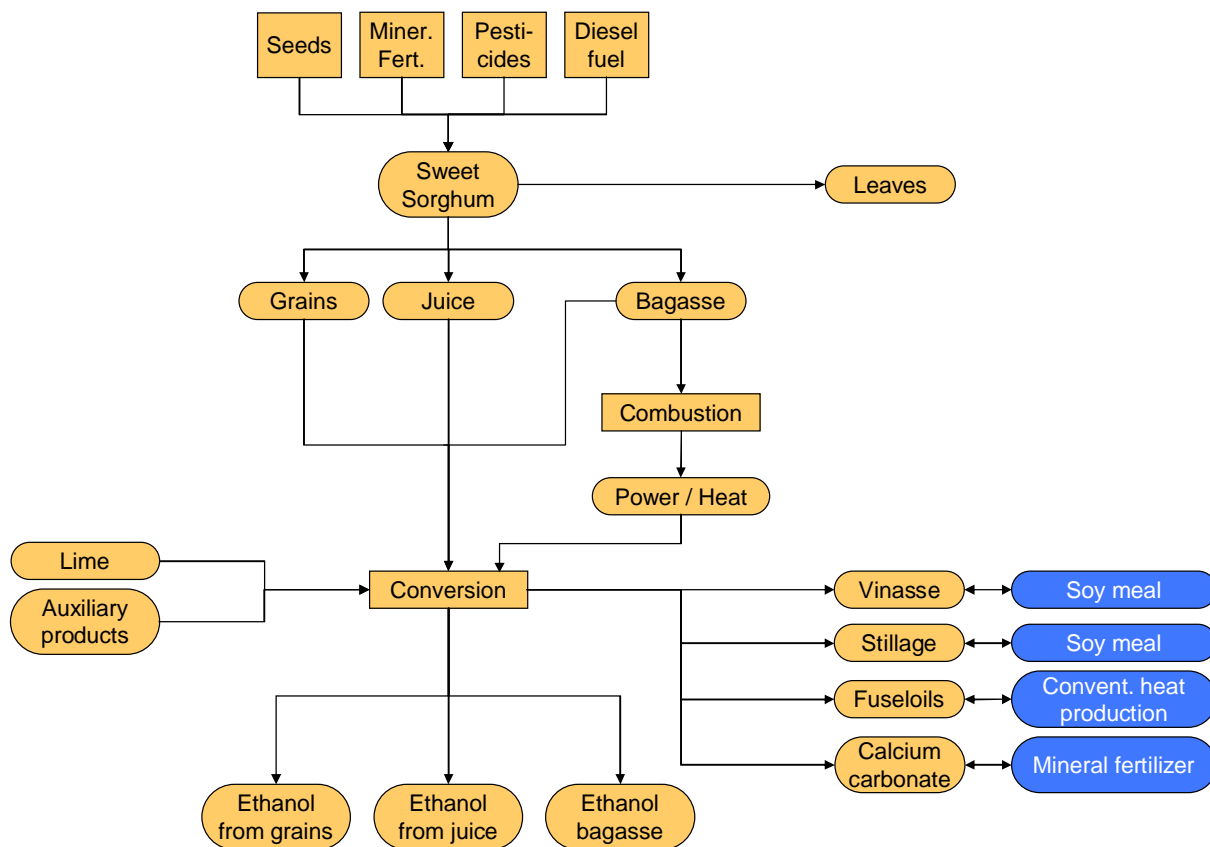 Seeds
Miner.
Fert.
Pesti-
cides
Diesel
fuel
Sweet
Sorghum
Leaves
Grains
Juice
Bagasse
Combustion
Power / Heat
Lime
Auxiliary
products
Conversion
Vinasse
Soy meal
Stillage
Soy meal
Fuseloils
Convent. heat
production
Calcium
carbonate
Mineral fertilizer
Ethanol
from grains
Ethanol
from juice
Ethanol
bagasse